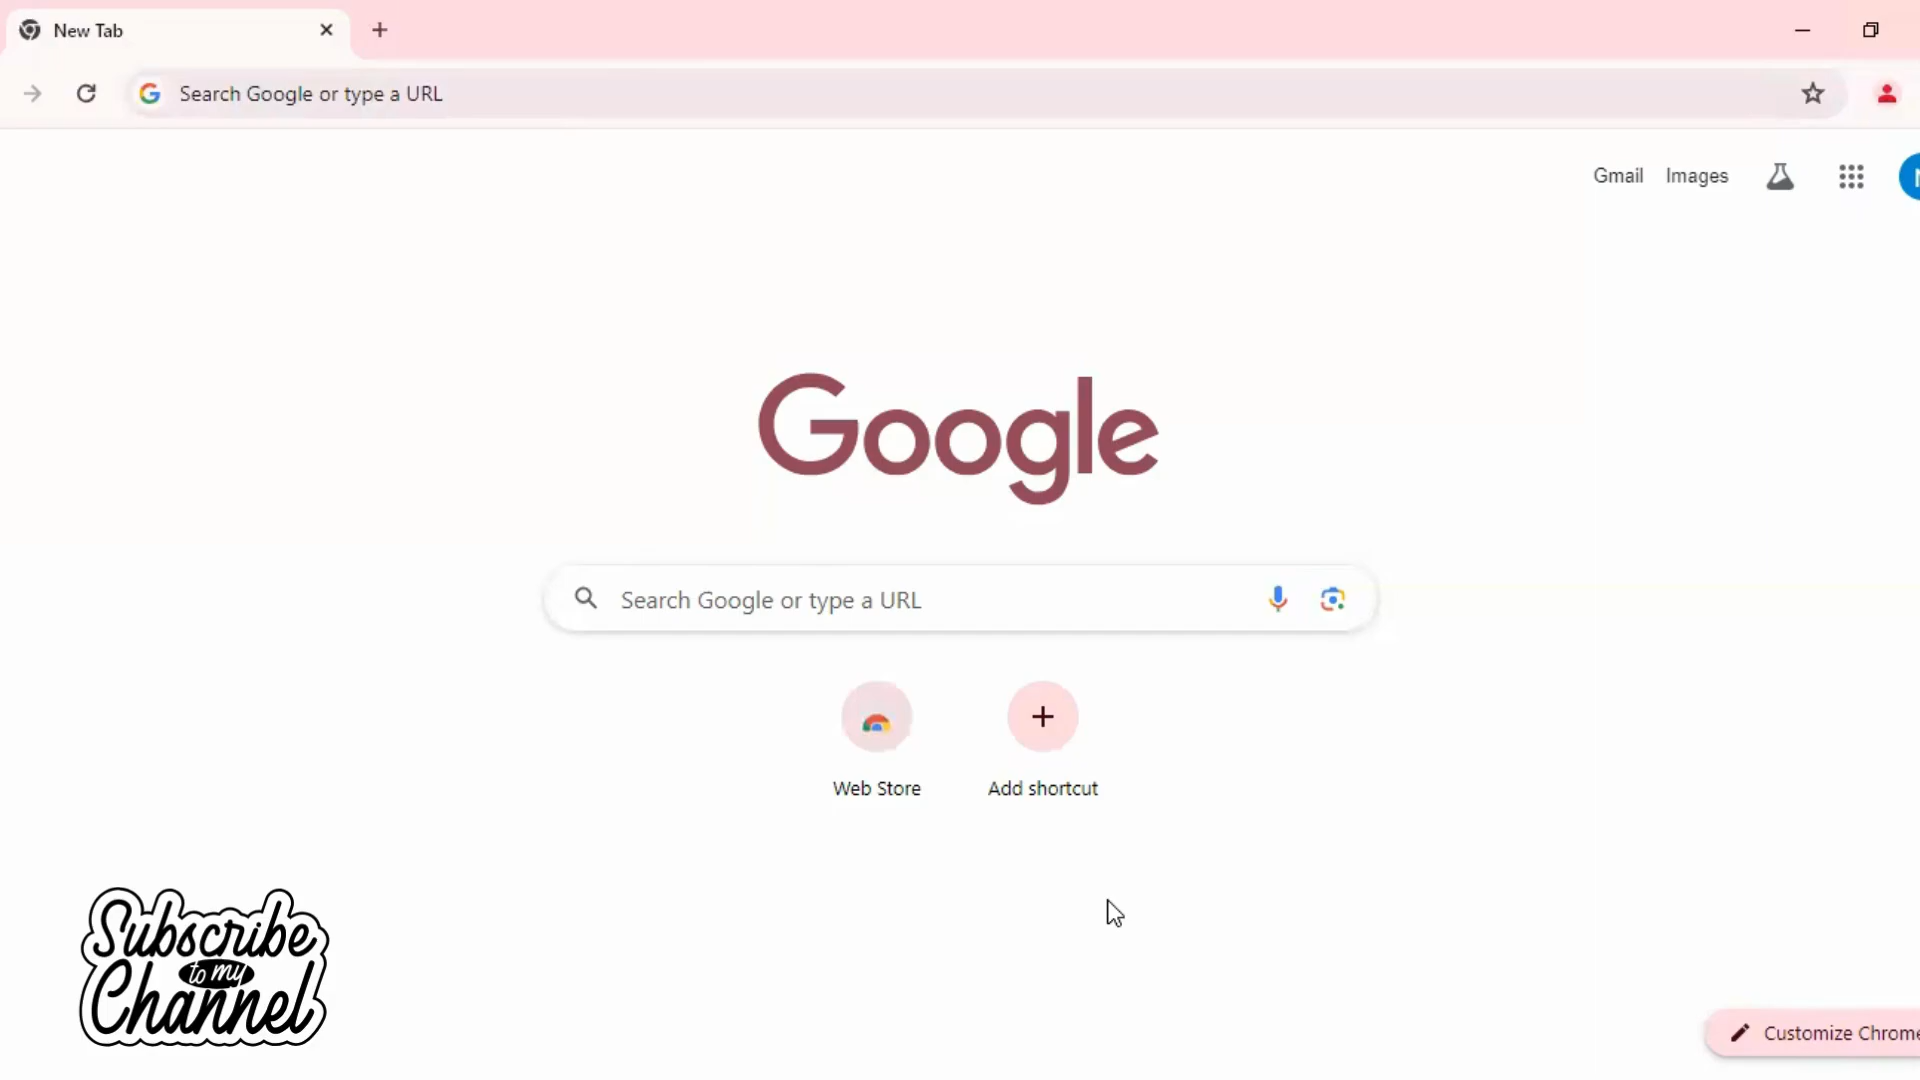 New Tab
Search Google or type a URL
Gmail Images
Google
Search Google or type a URL
Web Store Add shortcut
Subscribe
to my
Channel
Customize Chrome